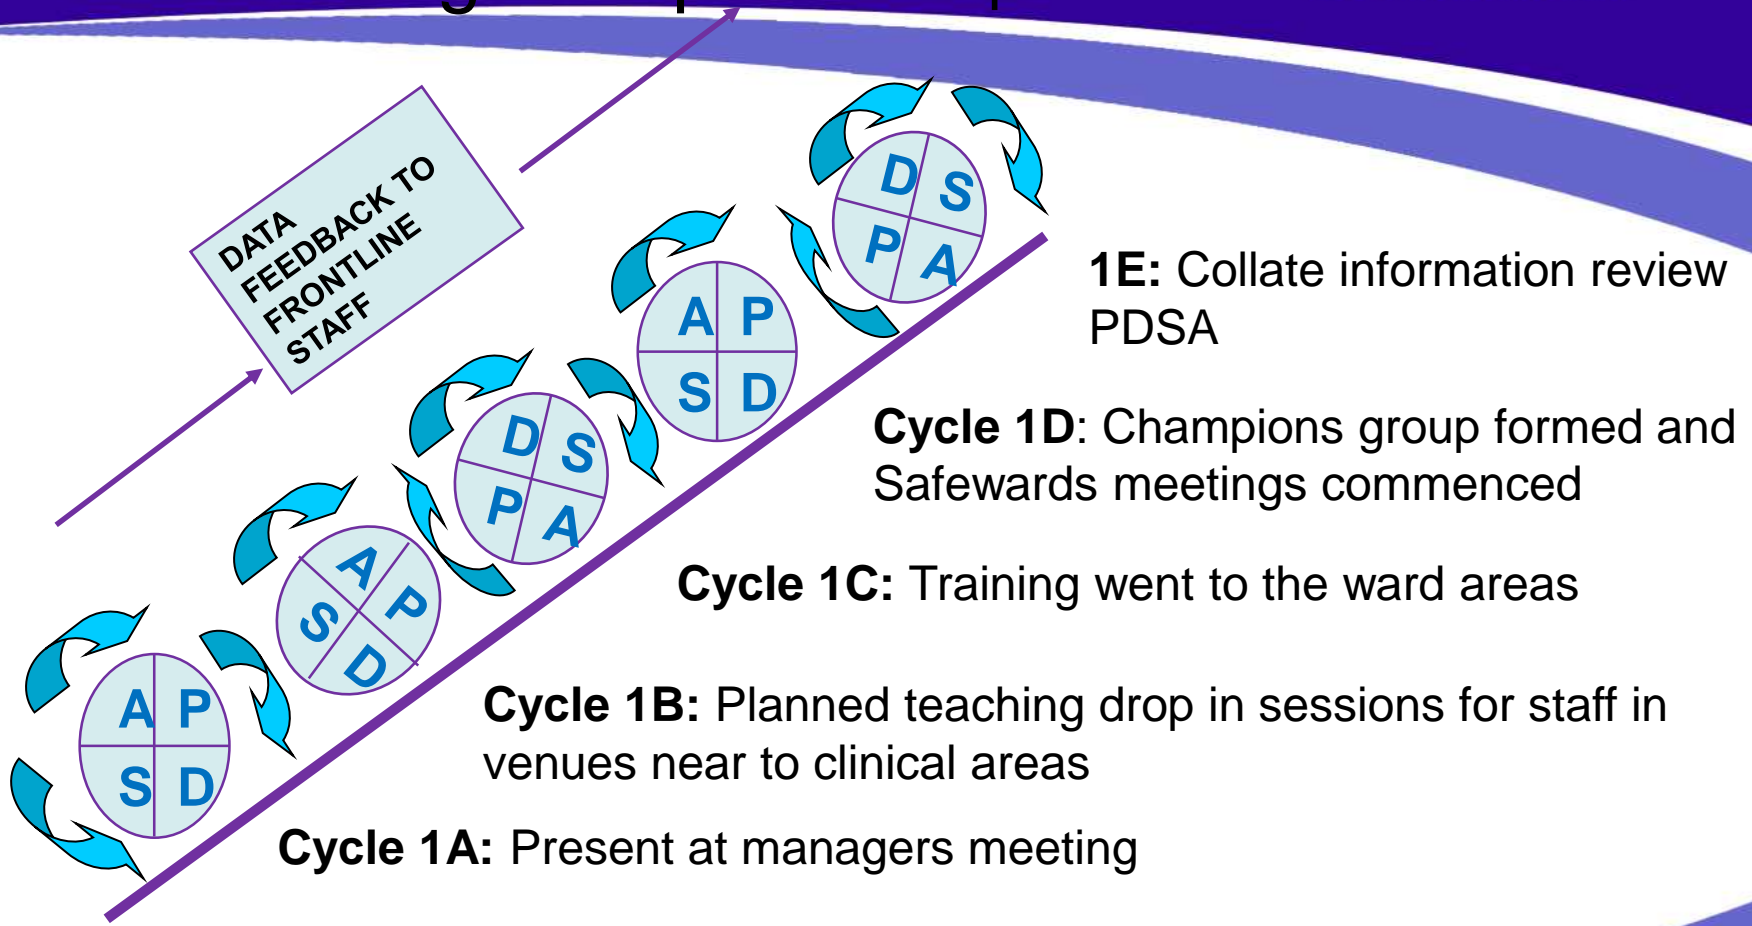 DATA
FEEDBACK TO
FRONTLINE
STAFF
D S
P A
1E: Collate information review
PDSA
A P
S D
Cycle 1D: Champions group formed and
Safewards meetings commenced
D S
P A
Cycle 1C: Training went to the ward areas
A P
S D
Cycle 1B: Planned teaching drop in sessions for staff in
venues near to clinical areas
A P
S D
Cycle 1A: Present at managers meeting